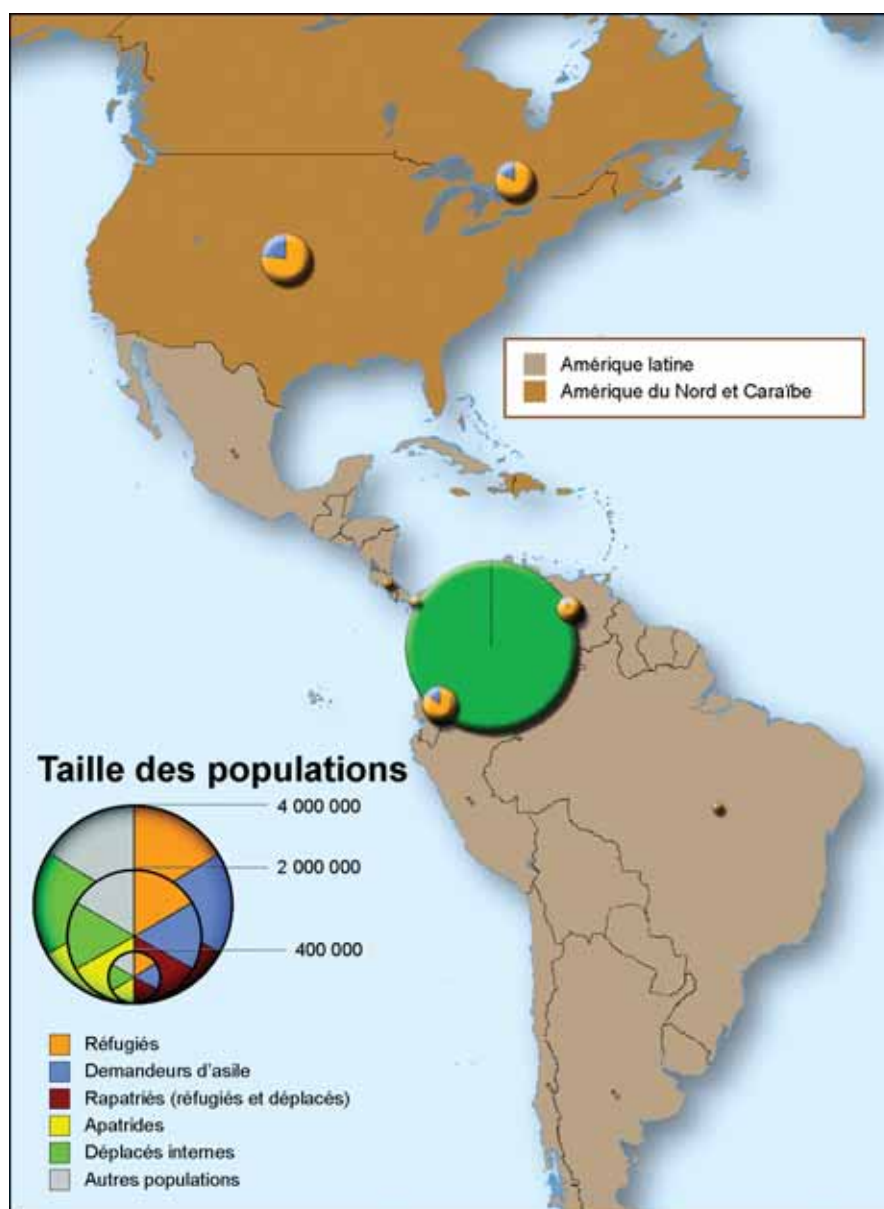 Amérique latine
Amérique du Nord et Caraïbe
Taille des populations
4 000 000
2 000 000
400 000
Réfugiés
Demandeurs d'asile
Rapatriés (réfugiés et déplacés)
Apatrides
Déplacés internes
Autres populations